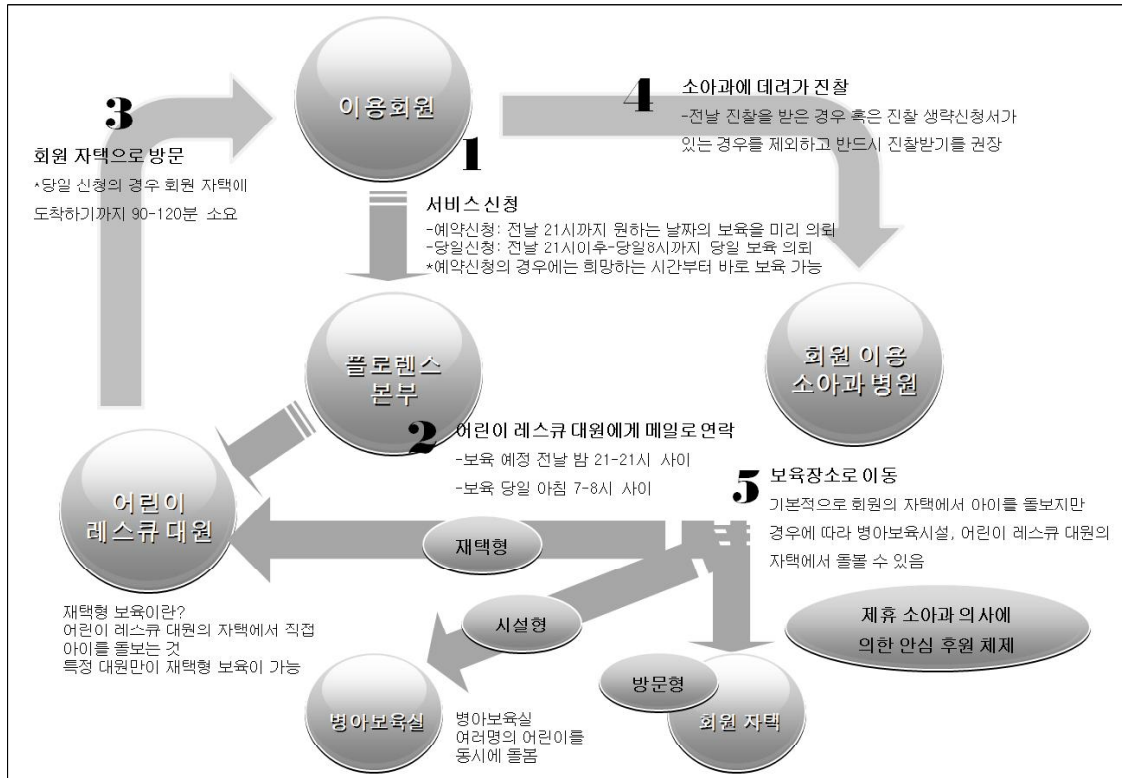 이용회원
3
회원 자택으로 방문
*당일 신청의 경우 회원 자택에
도착하기까지 90-120분 소요
4
소아과에 데려가 진찰
-전날 진찰을 받은 경우 혹은 진찰 생략신청서가
있는 경우를 제외하고 반드시 진찰받기를 권장
1
서비스 신청
-예약신청: 전날 21시까지 원하는 날짜의 보육을 미리 의뢰
-당일신청: 전날 21시이후-당일8시까지 당일 보육 의뢰
*예약신청의 경우에는 희망하는 시간부터 바로 보육 가능
플로렌스
본부
회원 이용
소아과 병원
2
어린이 레스큐 대원에게 메일로 연락
-보육 예정 전날 밤 21-21시 사이
-보육 당일 아침 7-8시 사이
어린이
레스큐 대원
5
보육장소로 이동
기본적으로 회원의 자택에서 아이를 돌보지만
경우에 따라 병아보육시설, 어린이 레스큐 대원의
자택에서 돌볼 수 있음
재택형
재택형 보육이란?
어린이 레스큐 대원의 자택에서 직접
아이를 돌보는 것
특정 대원만이 재택형 보육이 가능
시설형
제휴 소아과 의사에
의한 안심 후원 체제
방문형
병아보육실
병아보육실
여러명의 어린이를
동시에 돌봄
회원 자택